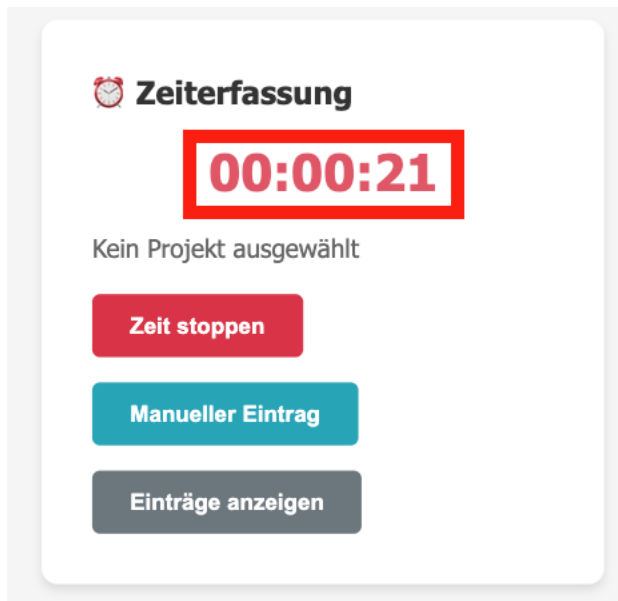 ⏰ Zeiterfassung
00:00:21
Kein Projekt ausgewählt
Zeit stoppen
Manueller Eintrag
Einträge anzeigen